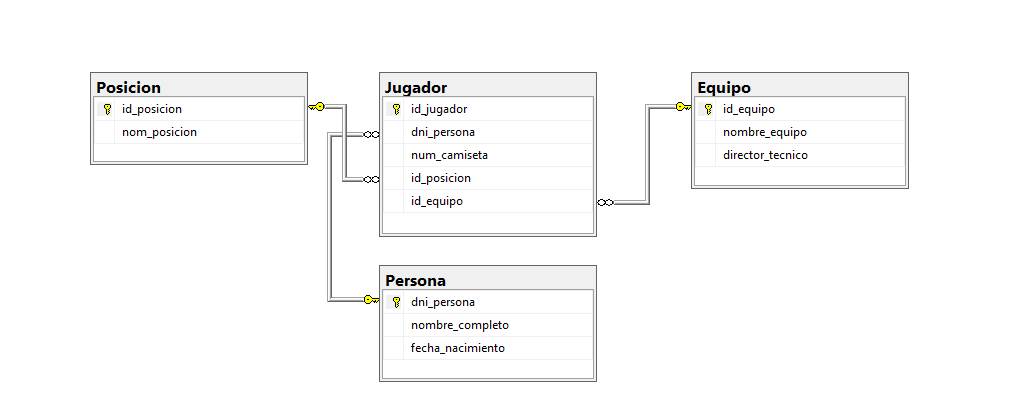 Posicion
id_posicion
nom_posicion
Jugador
id_jugador
dni_persona
num_camiseta
id_posicion
id_equipo
Equipo
id_equipo
nombre_equipo
director_tecnico
Persona
dni_persona
nombre_completo
fecha_nacimiento